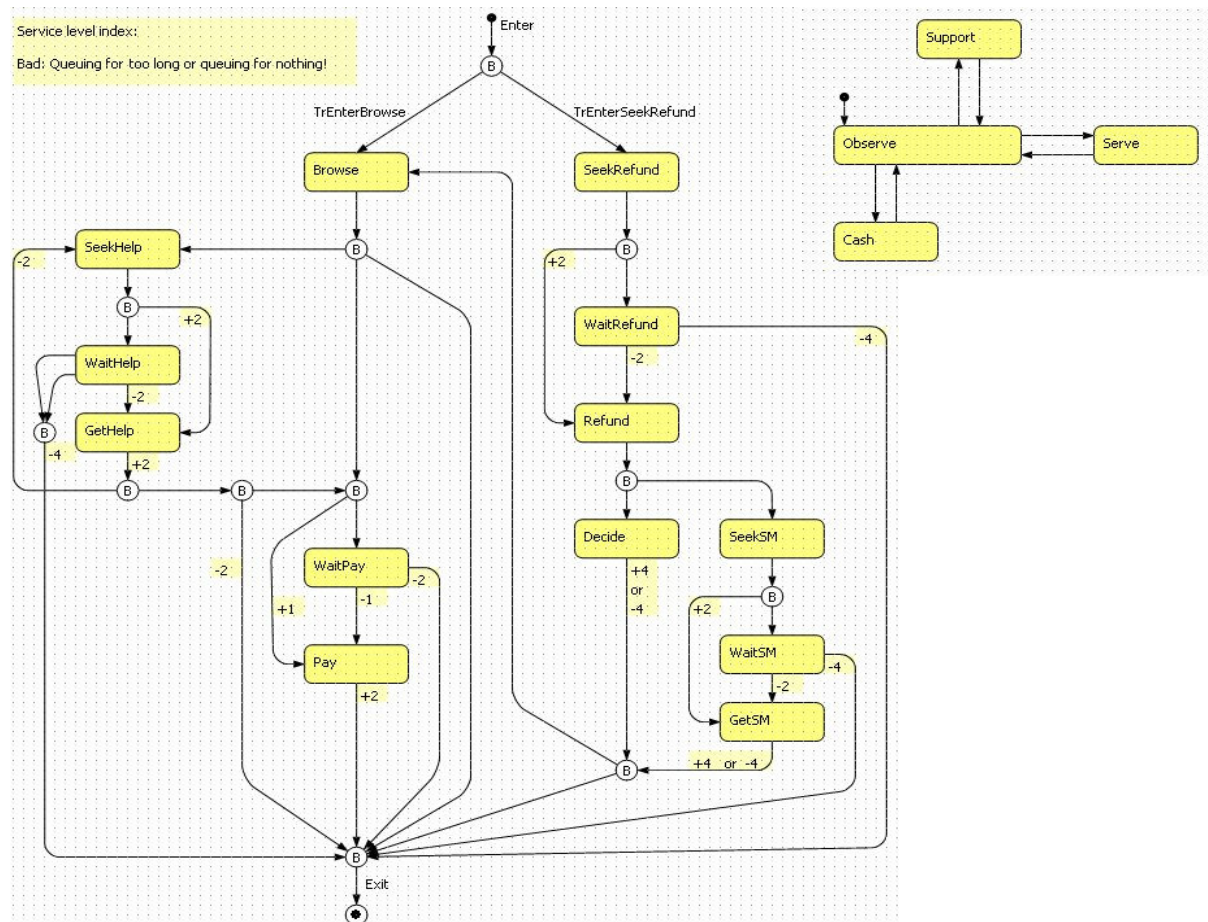 Service level index:
Bad: Queuing for too long or queuing for nothing!
Enter
B
TrEnterBrowse
TrEnterSeekRefund
Browse
SeekRefund
SeekHelp
B
B
-2
+2
B
+2
WaitHelp
WaitRefund
-4
-2
-2
GetHelp
Refund
B
-4
+2
B
B
B
B
Decide
SeekSM
-2
WaitPay
-2
+4
or
-4
B
+1
-1
+2
Pay
WaitSM
-4
+2
-2
GetSM
B
+4 or -4
B
Exit
Support
Observe
Serve
Cash